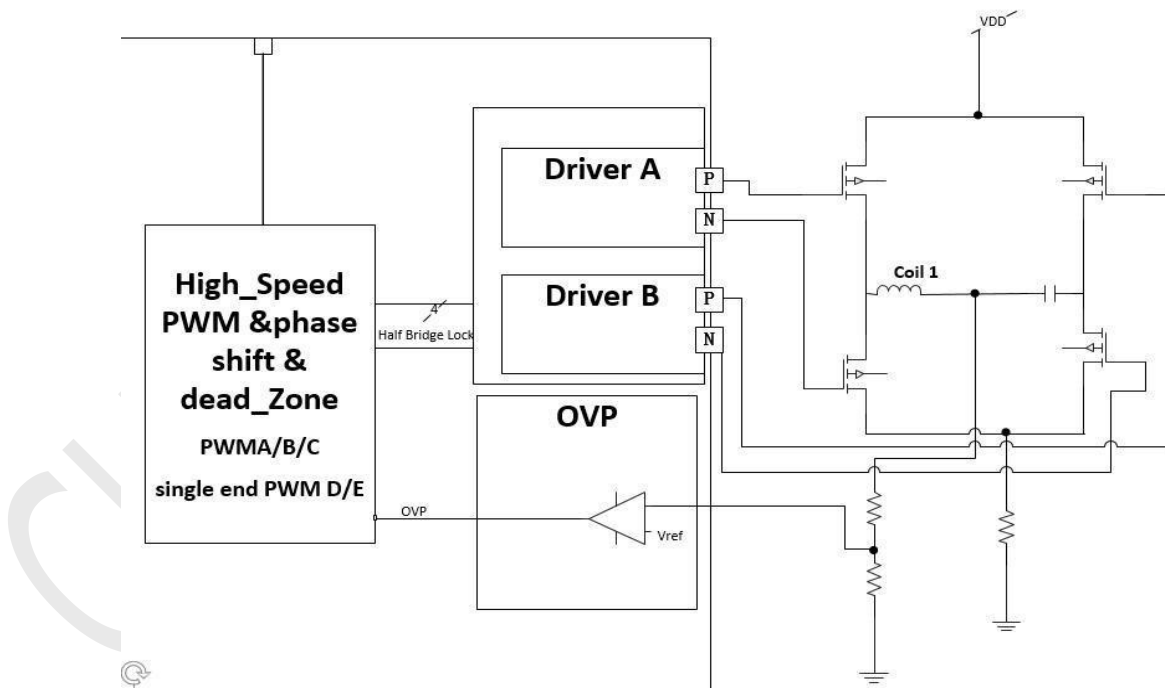 VDD
Driver A
P
N
Driver B
P
N
High_Speed
PWM &phase
shift &
dead_Zone
PWMA/B/C
single end PWM D/E
4
Half Bridge Lock
Coil 1
OVP
OVP
Vref